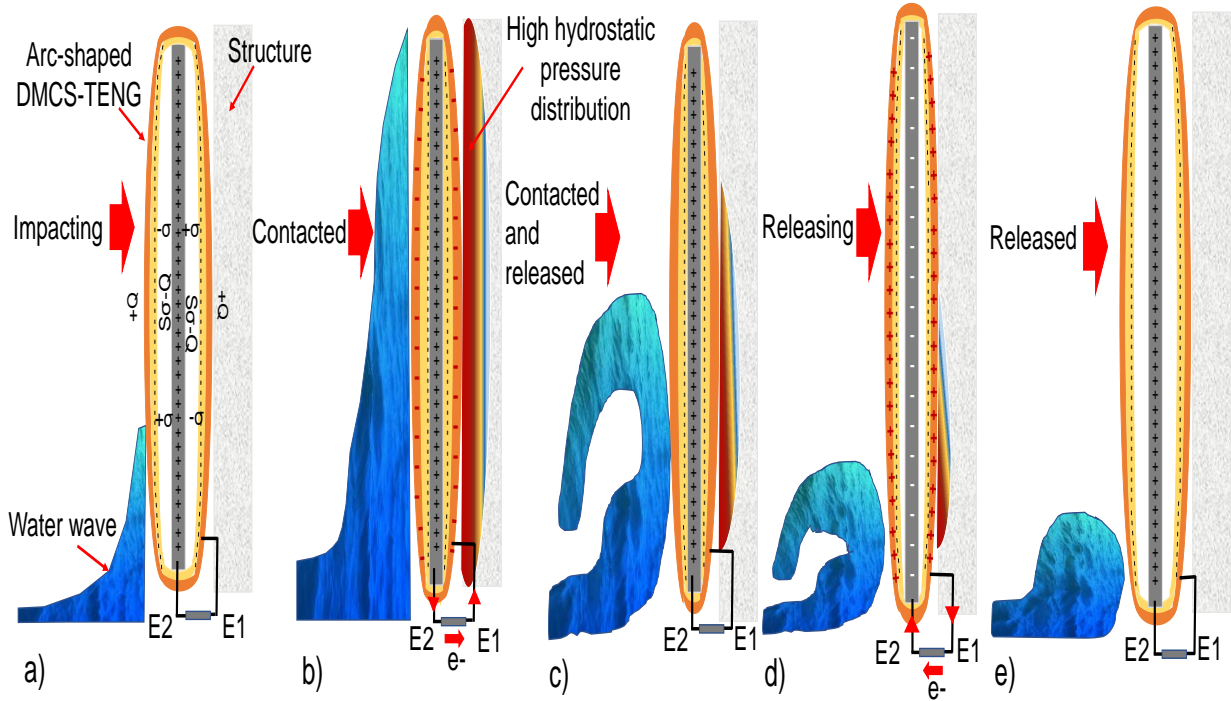 Arc-shaped
DMCS-TENG
Structure
Impacting
-σ
+σ
+Q
Sσ-Q
Sσ-Q
+Q
+σ
-σ
Water wave
E2
E1
a)
High hydrostatic
pressure
distribution
Contacted
E2
E1
e-
b)
Contacted
and
released
E2
E1
c)
Releasing
E2
E1
e-
d)
Released
E2
E1
e)